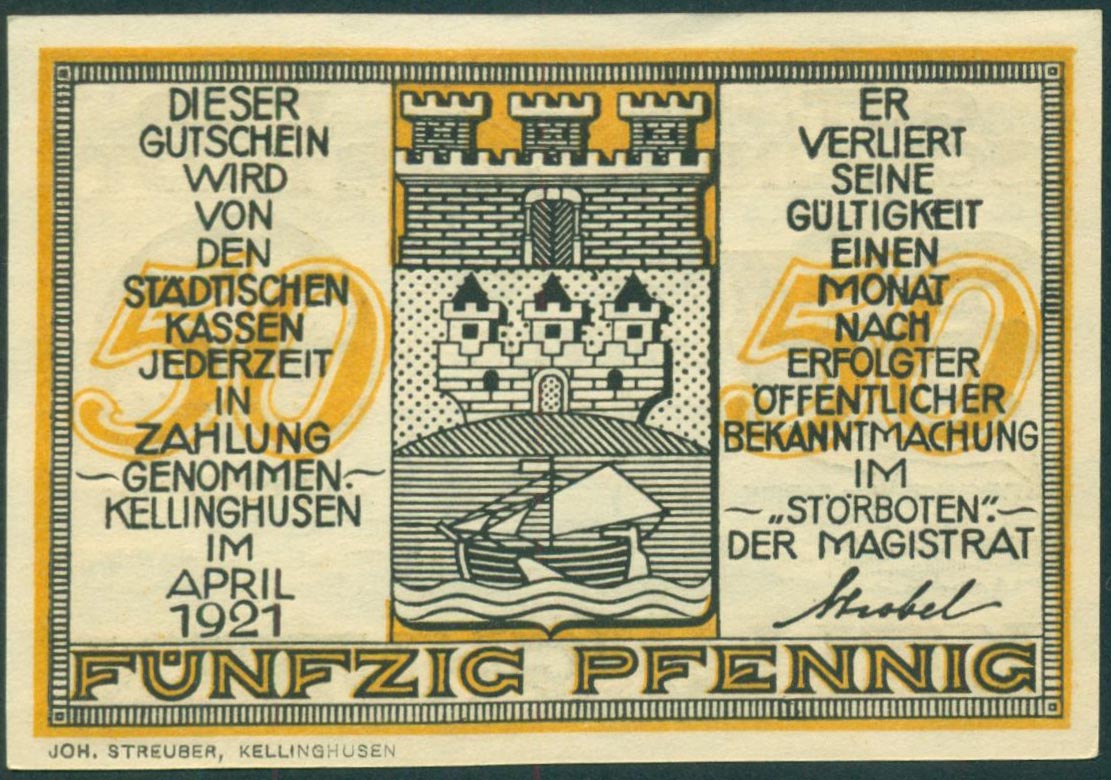 DIESER
GUTSCHEIN
WIRD
VON
DEN
STÄDTISCHEN
KASSEN
JEDERZEIT
IN
ZAHLUNG
~GENOMMEN.~
KELLINGHUSEN
IM
APRIL
1921
50
ER
VERLIERT
SEINE
GÜLTIGKEIT
EINEN
MONAT
NACH
ERFOLGTER
ÖFFENTLICHER
BEKANNTMACHUNG
IM
~„STÖRBOTEN“.~
DER MAGISTRAT
Strobel
50
FÜNFZIG PFENNIG
JOH. STREUBER, KELLINGHUSEN